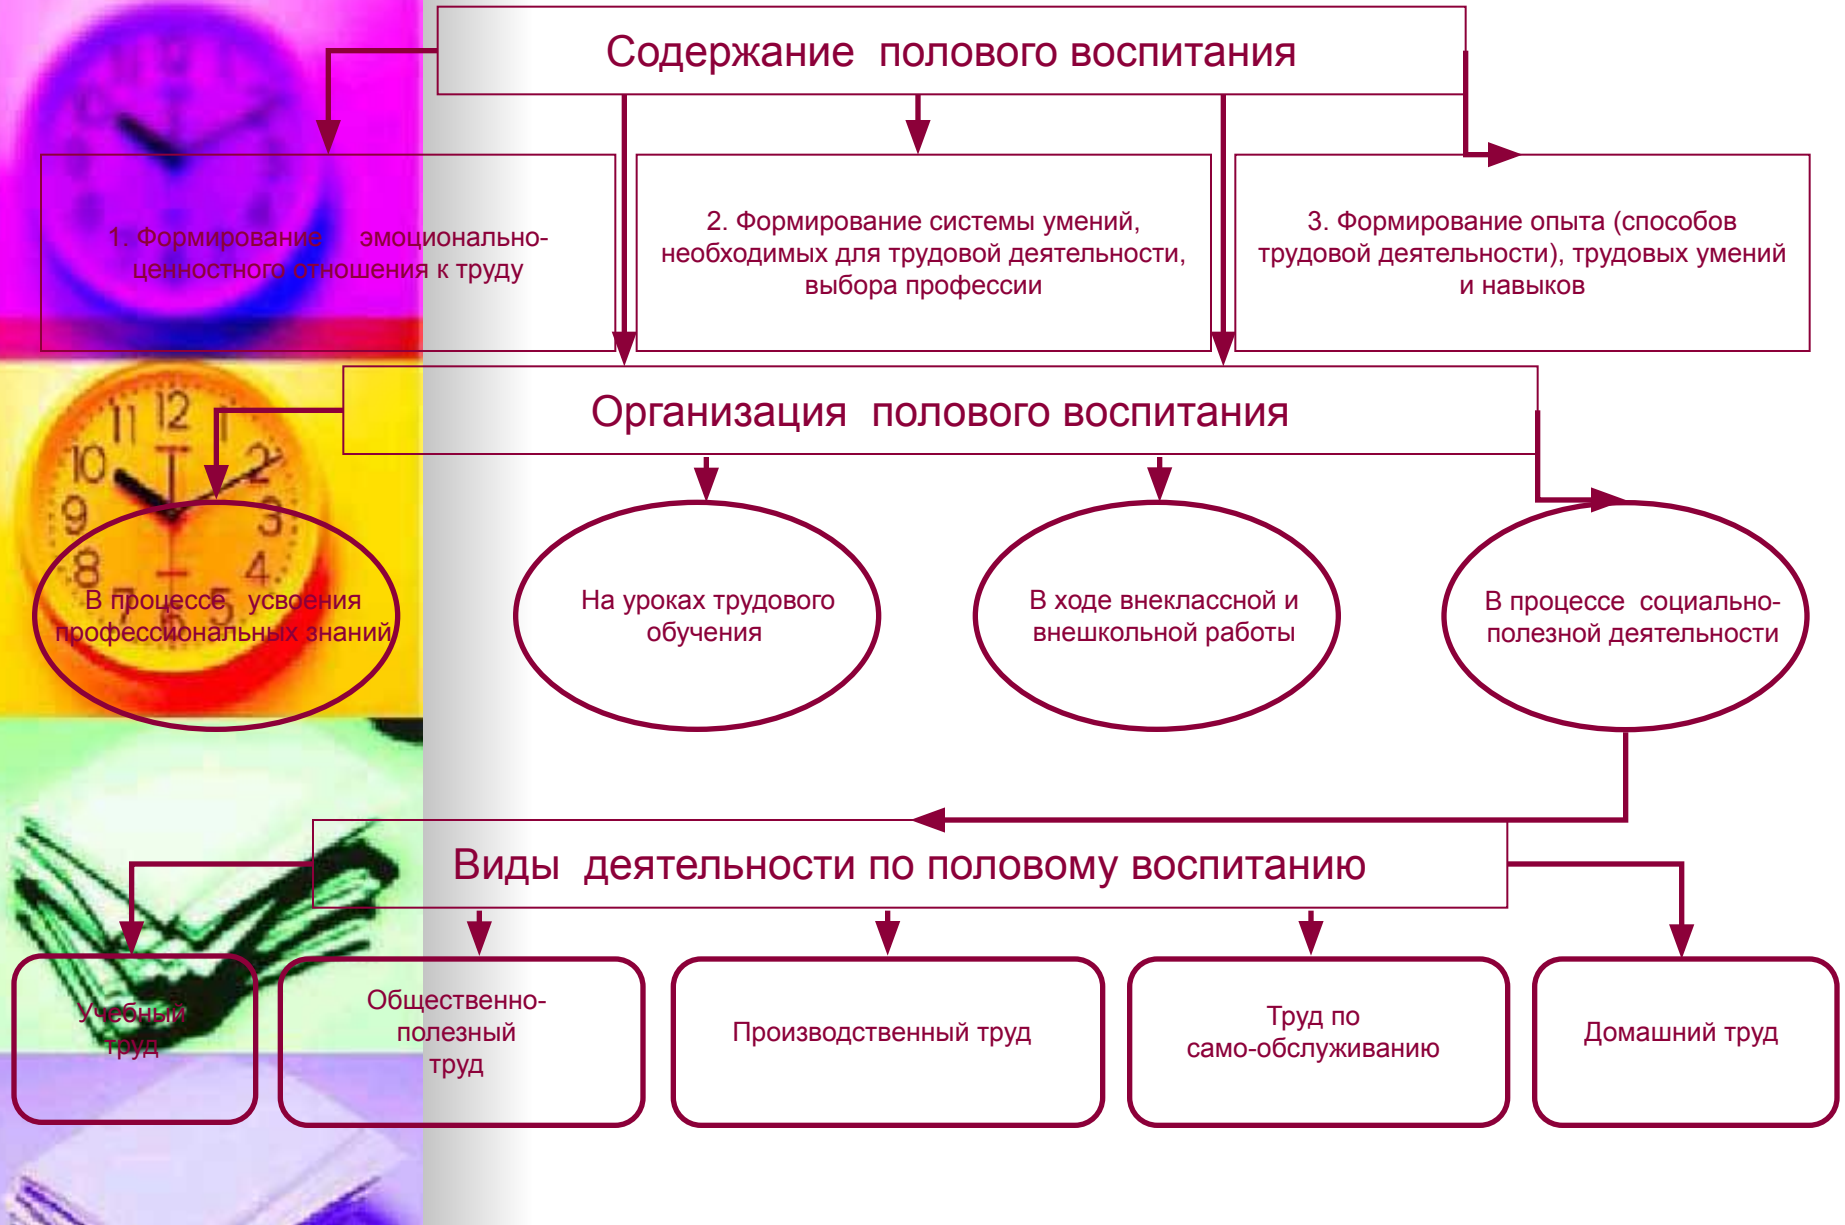 Содержание полового воспитания
1. Формирование эмоционально-
ценностного отношения к труду
2. Формирование системы умений,
необходимых для трудовой деятельности,
выбора профессии
3. Формирование опыта (способов
трудовой деятельности), трудовых умений
и навыков
Организация полового воспитания
В процессе усвоения
профессиональных знаний
На уроках трудового
обучения
В ходе внеклассной и
внешкольной работы
В процессе социально-
полезной деятельности
Виды деятельности по половому воспитанию
Учебный
труд
Общественно-
полезный
труд
Производственный труд
Труд по
само-обслуживанию
Домашний труд